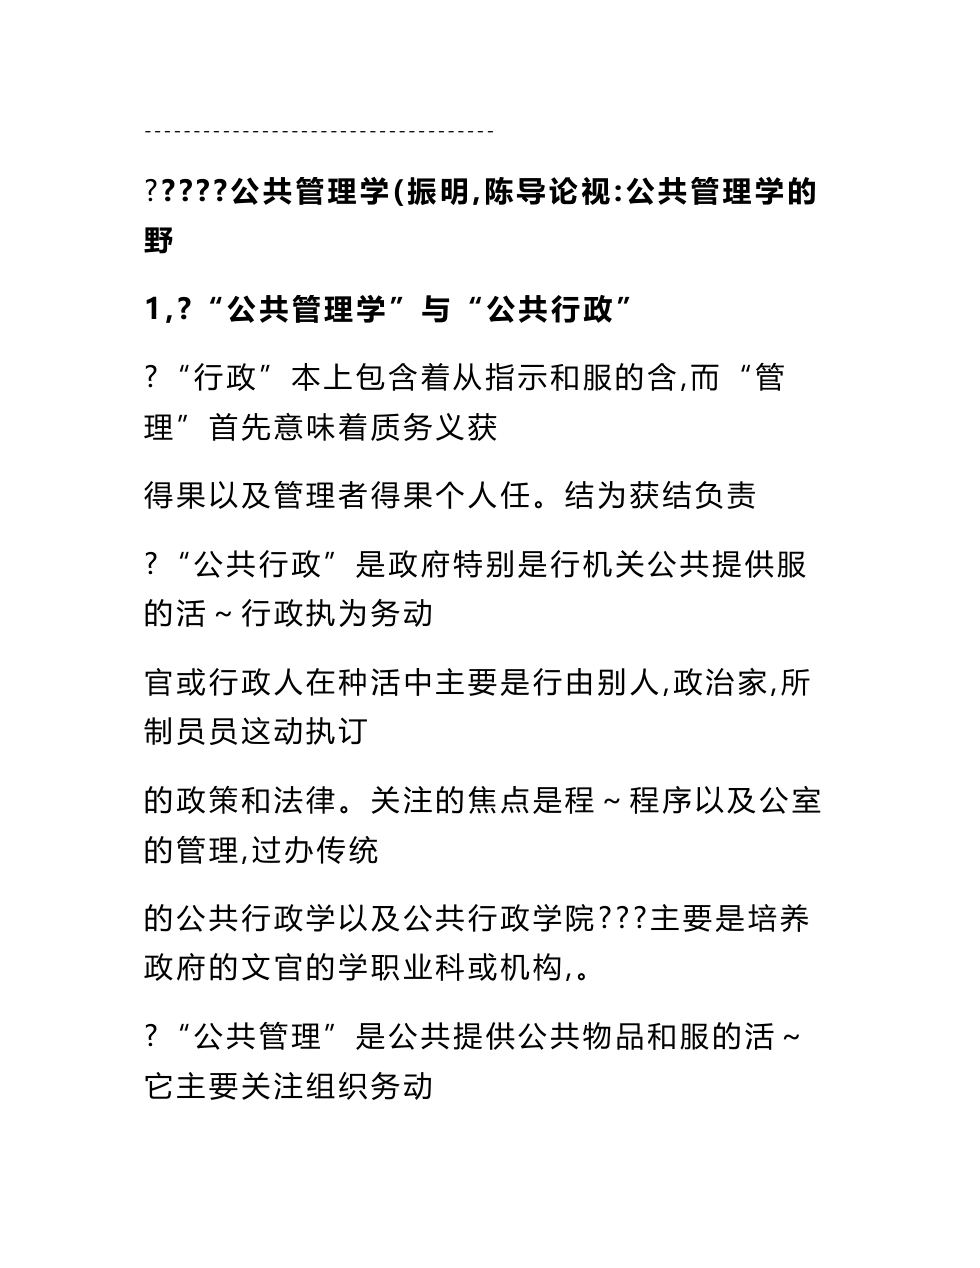 ------------------------------------
??????公共管理学(振明,陈导论视:公共管理学的
野
1,?“公共管理学”与“公共行政”
?“行政”本上包含着从指示和服的含,而“管
理”首先意味着质务义获
得果以及管理者得果个人任。结为获结负责
?“公共行政”是政府特别是行机关公共提供服
的活～行政执为务动
官或行政人在种活中主要是行由别人,政治家,所
制员员这动执订
的政策和法律。关注的焦点是程～程序以及公室
的管理,过办传统
的公共行政学以及公共行政学院???主要是培养
政府的文官的学职业科或机构,。
?“公共管理”是公共提供公共物品和服的活～
它主要关注组织务动